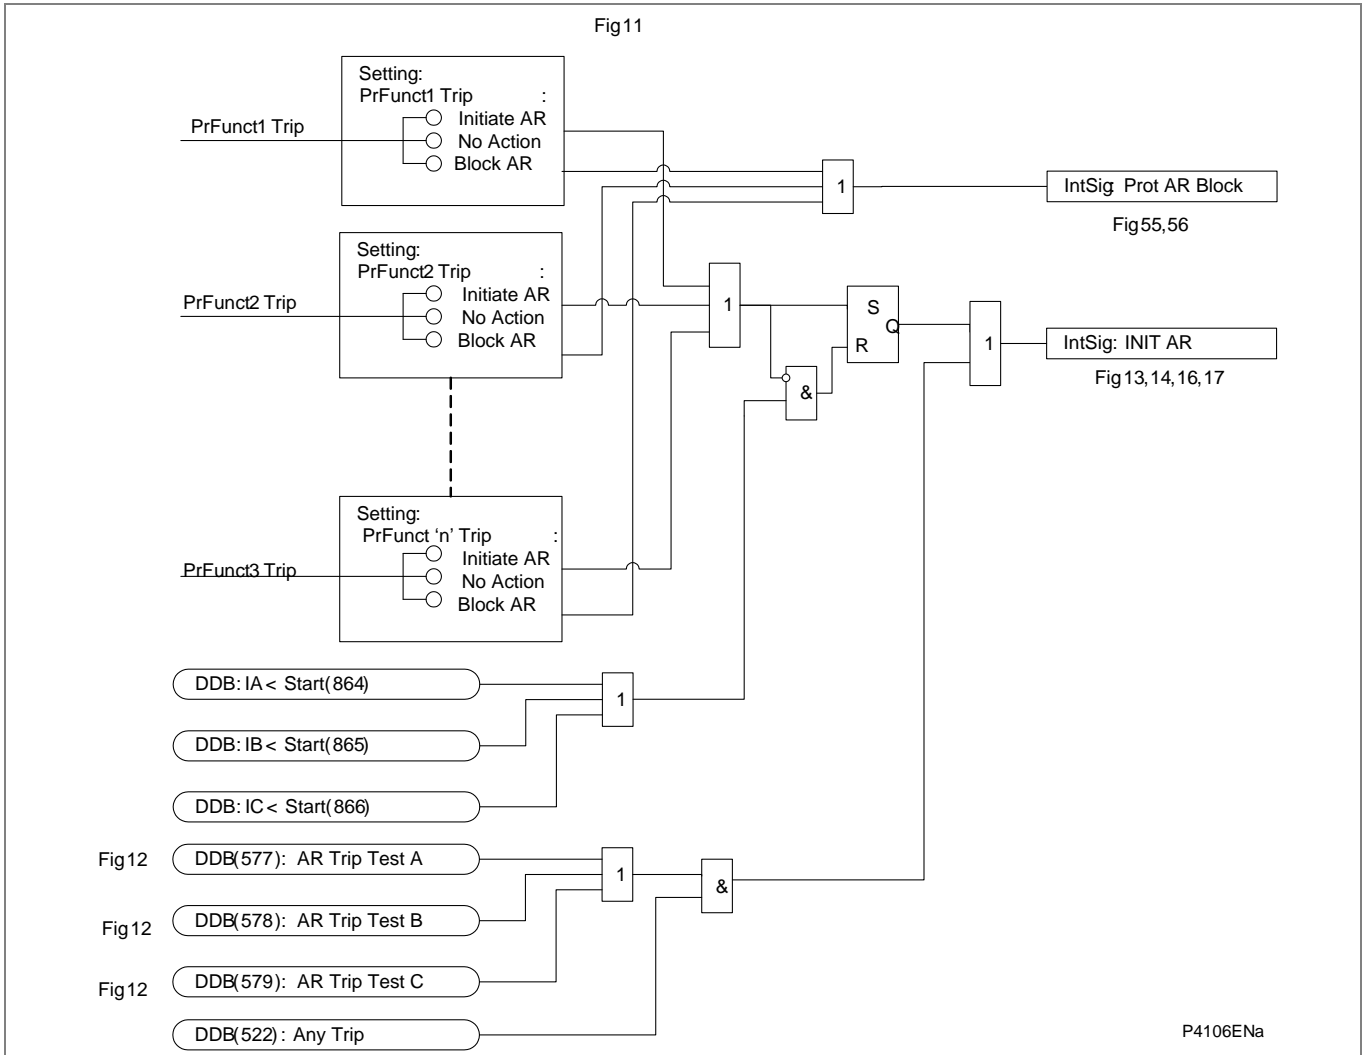 Fig11
Setting:
PrFunct1 Trip :
Initiate AR
No Action
Block AR
PrFunct1 Trip
1
IntSig: Prot AR Block
Fig55,56
Setting:
PrFunct2 Trip :
Initiate AR
No Action
Block AR
PrFunct2 Trip
1
S
Q
R
&
1
IntSig: INIT AR
Fig13,14,16,17
Setting:
PrFunct 'n' Trip :
Initiate AR
No Action
Block AR
PrFunct3 Trip
DDB: IA< Start(864)
1
DDB: IB< Start(865)
DDB: IC< Start(866)
Fig12
DDB(577): AR Trip Test A
1
&
Fig12
DDB(578): AR Trip Test B
Fig12
DDB(579): AR Trip Test C
DDB(522): Any Trip
P4106ENa